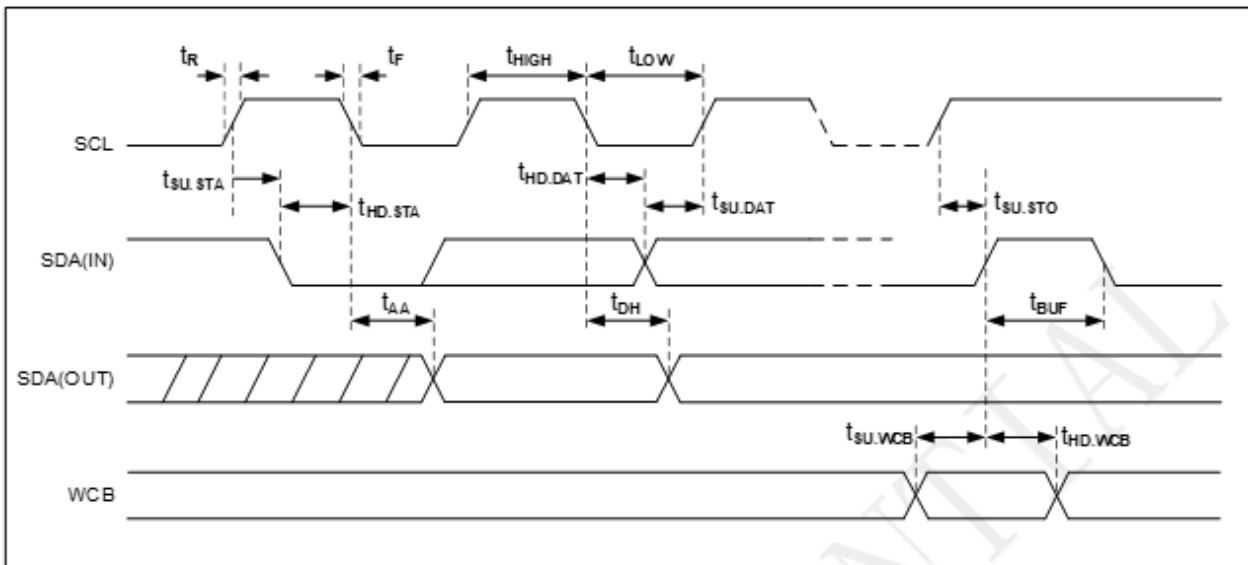 tR tF tHIGH tLOW
SCL
tSU.STA tHD.STA tHD.DAT tSU.DAT tSU.STO
SDA(IN)
tAA tDH tBUF
SDA(OUT)
tSU.WCB tHD.WCB
WCB
NTIAL